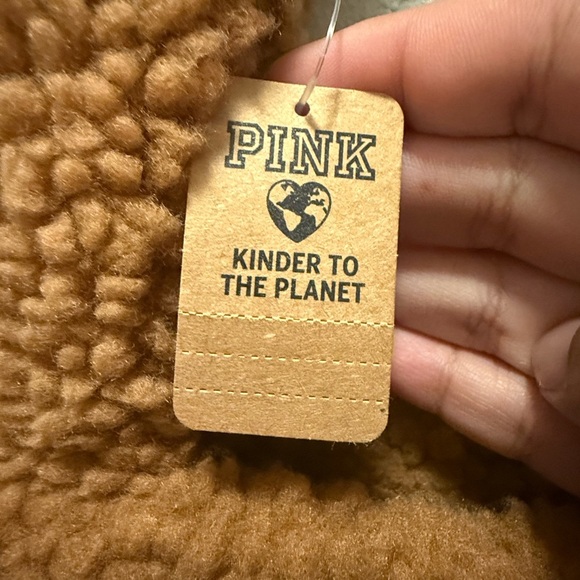 PINK
KINDER TO
THE PLANET